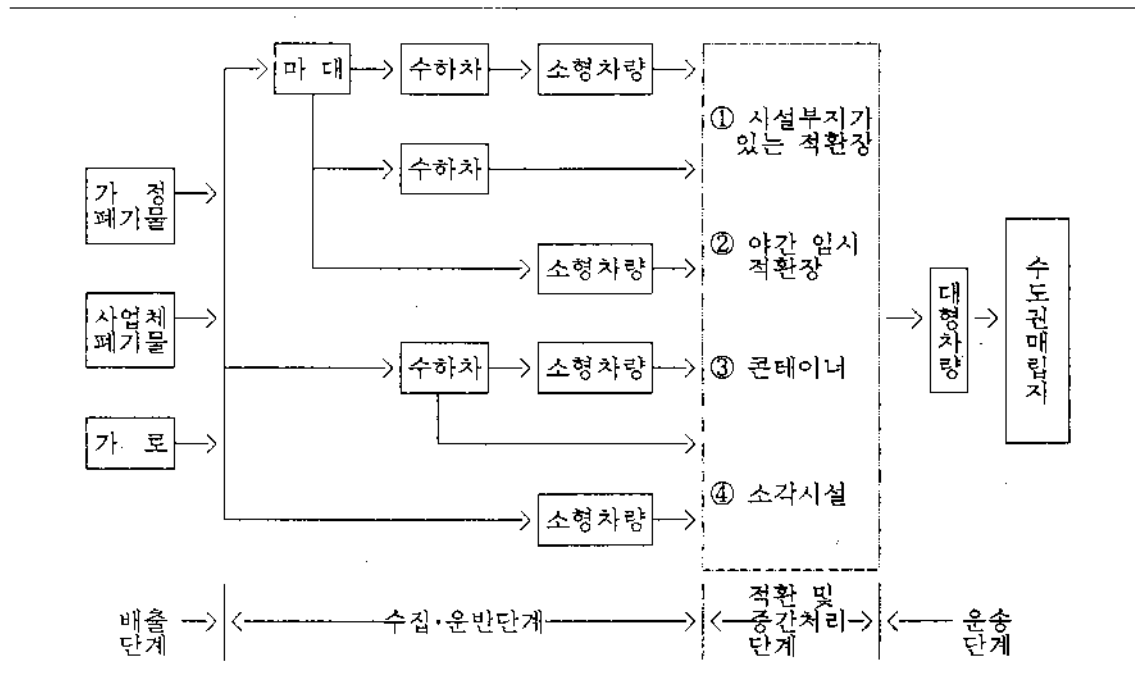 마 대
수하차
소형차량
① 시설부지가
있는 적환장
수하차
가 정
폐기물
② 야간 임시
적환장
소형차량
사업체
폐기물
대형차량
수도권매립지
수하차
소형차량
③ 콘테이너
가 로
④ 소각시설
소형차량
배출
단계
수집·운반단계
적환 및
중간처리
단계
운송
단계